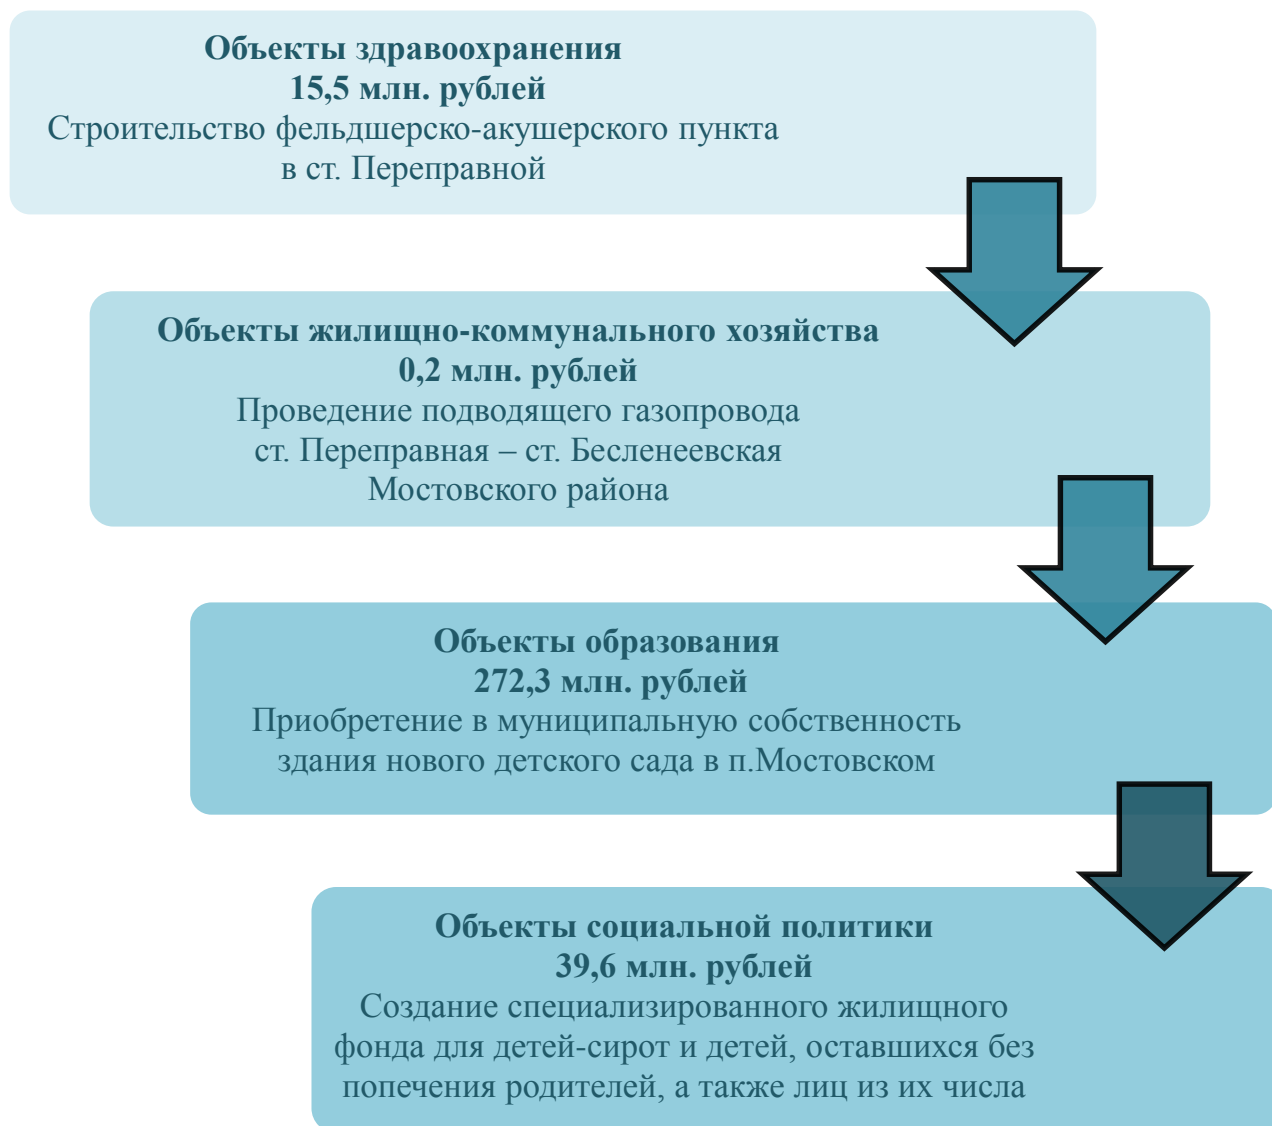 Объекты здравоохранения
15,5 млн. рублей
Строительство фельдшерско-акушерского пункта
в ст. Переправной
Объекты жилищно-коммунального хозяйства
0,2 млн. рублей
Проведение подводящего газопровода
ст. Переправная – ст. Бесленеевская
Мостовского района
Объекты образования
272,3 млн. рублей
Приобретение в муниципальную собственность
здания нового детского сада в п.Мостовском
Объекты социальной политики
39,6 млн. рублей
Создание специализированного жилищного
фонда для детей-сирот и детей, оставшихся без
попечения родителей, а также лиц из их числа